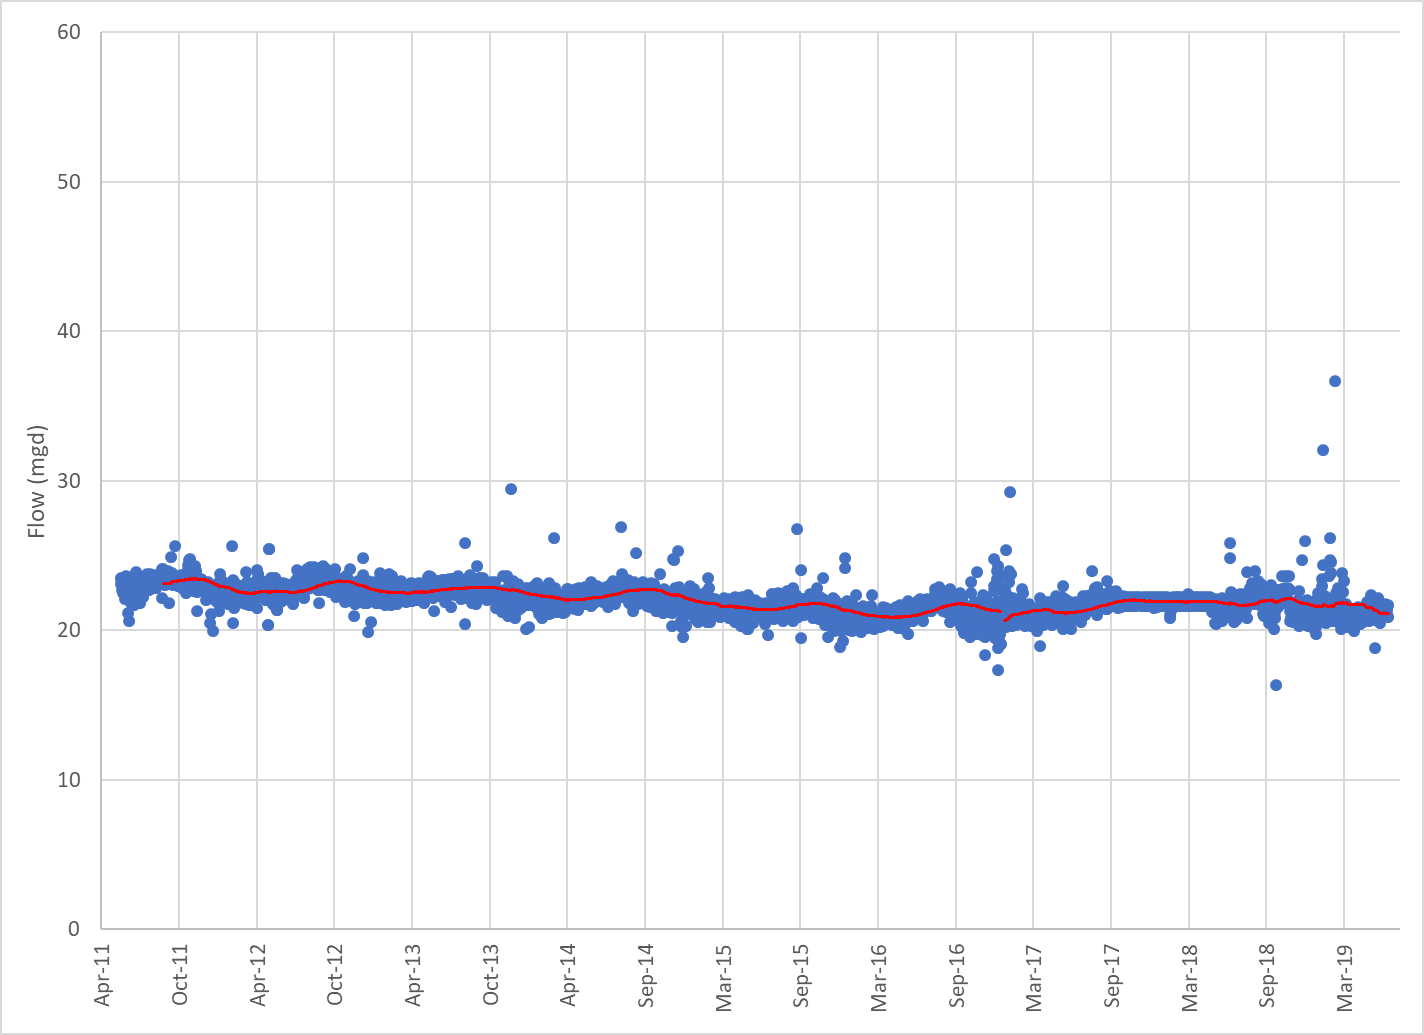 60
50
40
30
20
10
0
Flow (mgd)
Apr-11
Oct-11
Apr-12
Oct-12
Apr-13
Oct-13
Apr-14
Sep-14
Mar-15
Sep-15
Mar-16
Sep-16
Mar-17
Sep-17
Mar-18
Sep-18
Mar-19